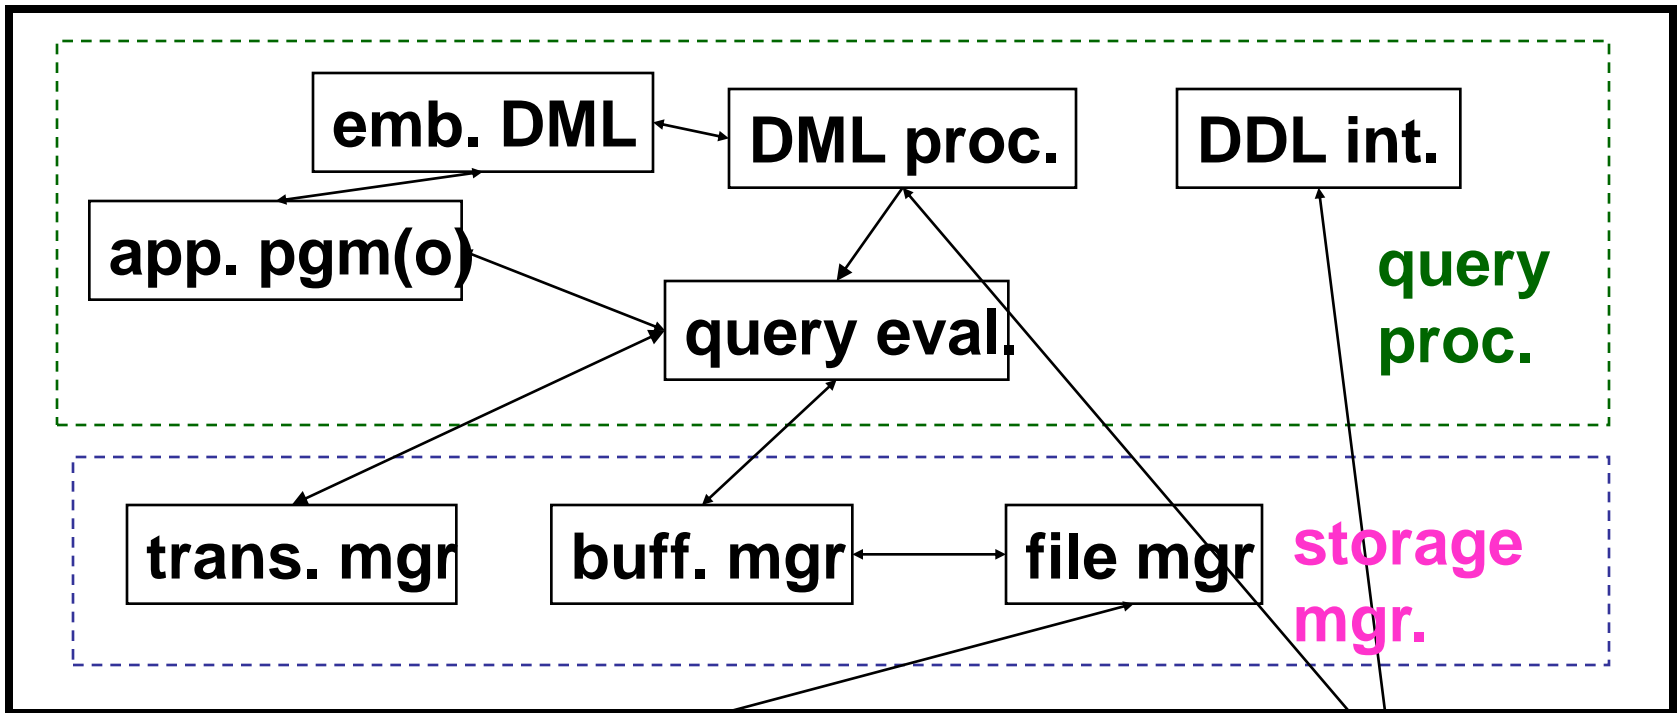 emb. DML
DML proc.
DDL int.
app. pgm(o)
query
proc.
query eval.
trans. mgr
buff. mgr
file mgr
storage
mgr.